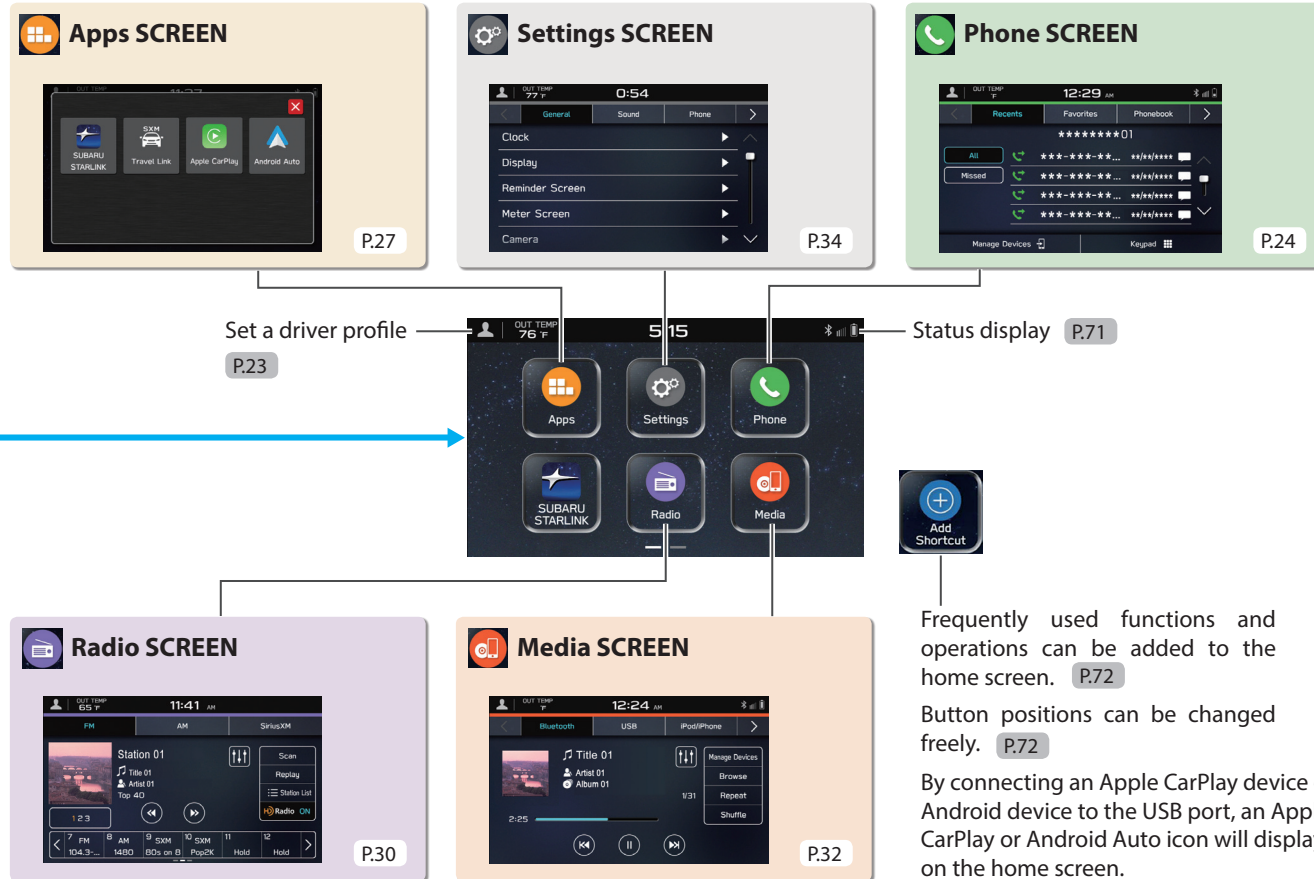 Apps SCREEN
11:37
SUBARU
STARLINK
SXM
Travel Link
Apple CarPlay
Android Auto
P.27
Settings SCREEN
OUT TEMP
77 °F
0:54
General Sound Phone
Clock
Display
Reminder Screen
Meter Screen
Camera
P.34
Phone SCREEN
OUT TEMP
°F
12:29 AM
Recents Favorites Phonebook
********01
All
Missed
***-***-**... **/**/****
***-***-**... **/**/****
***-***-**... **/**/****
***-***-**... **/**/****
Manage Devices Keypad
P.24
Set a driver profile
P.23
OUT TEMP
76 °F
5:15
Status display P.71
Apps Settings Phone
SUBARU
STARLINK
Radio Media
Add
Shortcut
Radio SCREEN
OUT TEMP
65 °F
11:41 AM
FM AM SiriusXM
Station 01
Title 01
Artist 01
Top 40
Scan
Replay
Station List
HD Radio ON
123
7 FM 8 AM 9 SXM 10 SXM 11 12
104.3-... 1480 80s on 8 Pop2K Hold Hold
P.30
Media SCREEN
OUT TEMP
°F
12:24 AM
Bluetooth USB iPod/iPhone
Title 01
Artist 01
Album 01
1/31
2:25
Manage Devices
Browse
Repeat
Shuffle
P.32
Frequently used functions and
operations can be added to the
home screen. P.72
Button positions can be changed
freely. P.72
By connecting an Apple CarPlay device
Android device to the USB port, an App
CarPlay or Android Auto icon will displa
on the home screen.